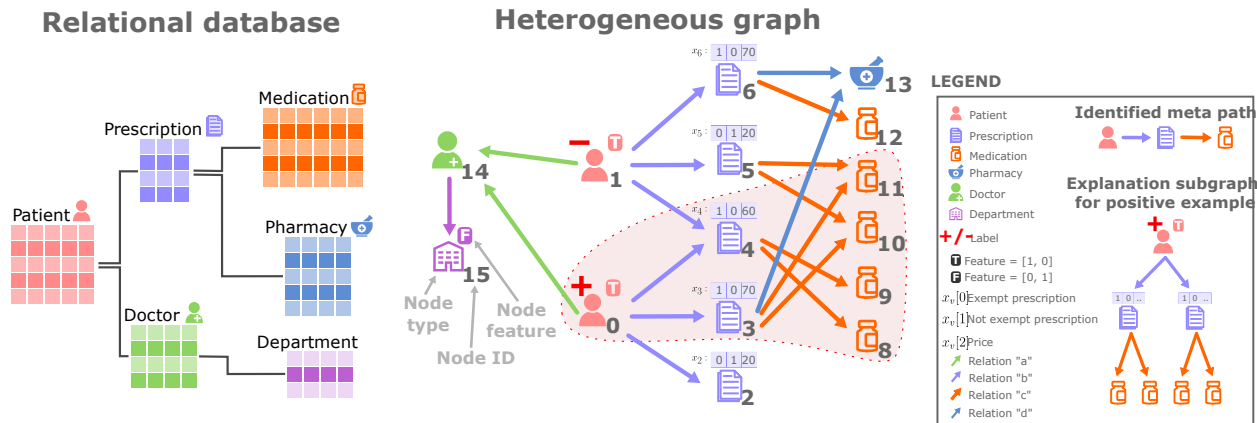 Relational database
Medication
Prescription
Patient
Pharmacy
Doctor
Department
Heterogeneous graph
x₆: 1 0 70
6
13
12
x₅: 0 1 20
T
14
1
5
11
x₄: 1 0 60
4
10
F
15
T
0
x₃: 1 0 70
3
9
8
x₂: 0 1 20
2
Node type
Node feature
Node ID
LEGEND
Patient
Prescription
Medication
Pharmacy
Doctor
Department
+/- Label
T Feature = [1, 0]
F Feature = [0, 1]
xᵥ[0] Exempt prescription
xᵥ[1] Not exempt prescription
xᵥ[2] Price
Relation "a"
Relation "b"
Relation "c"
Relation "d"
Identified meta path
Explanation subgraph
for positive example
+ T
1 0 ..
1 0 ..